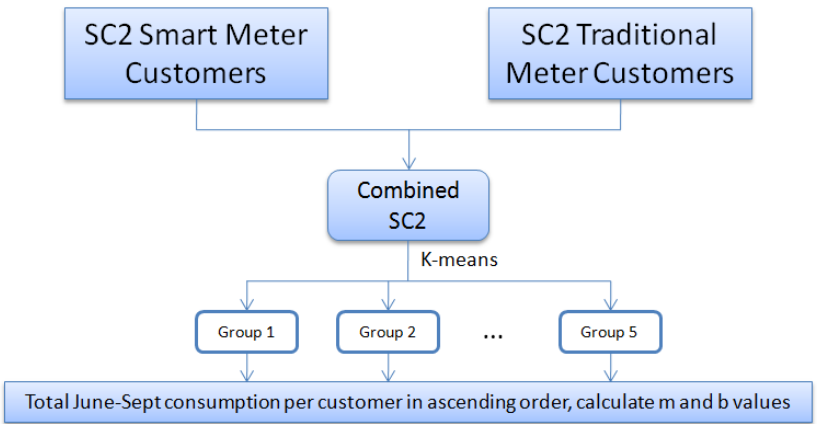 SC2 Smart Meter
Customers
SC2 Traditional
Meter Customers
Combined
SC2
K-means
Group 1
Group 2
...
Group 5
Total June-Sept consumption per customer in ascending order, calculate m and b values